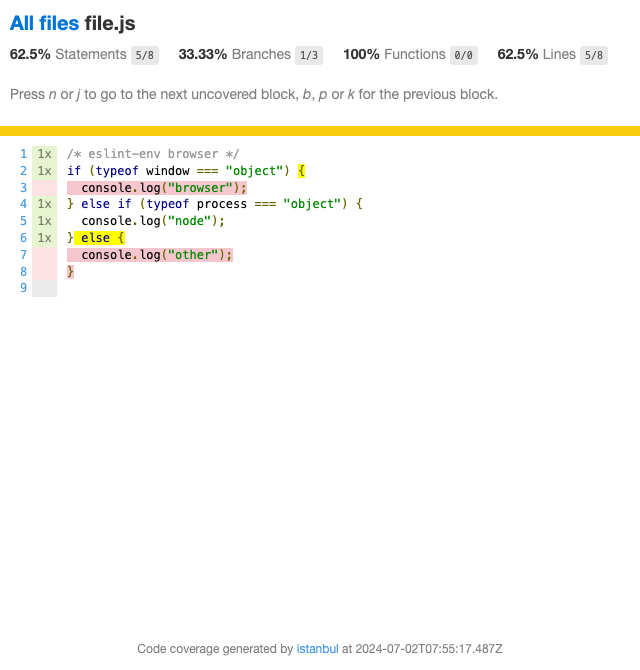 All files file.js
62.5% Statements 5/8 33.33% Branches 1/3 100% Functions 0/0 62.5% Lines 5/8
Press n or j to go to the next uncovered block, b, p or k for the previous block.
1 1x /* eslint-env browser */
2 1x if (typeof window === "object") {
3 console.log("browser");
4 1x } else if (typeof process === "object") {
5 1x console.log("node");
6 1x } else {
7 console.log("other");
8 }
9
Code coverage generated by istanbul at 2024-07-02T07:55:17.487Z